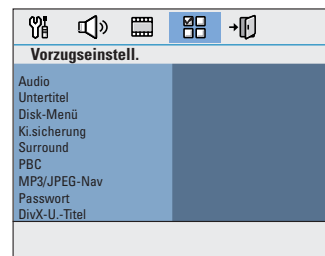 Vorzugseinstell.
Audio
Untertitel
Disk-Menü
Ki.sicherung
Surround
PBC
MP3/JPEG-Nav
Passwort
DivX-U.-Titel